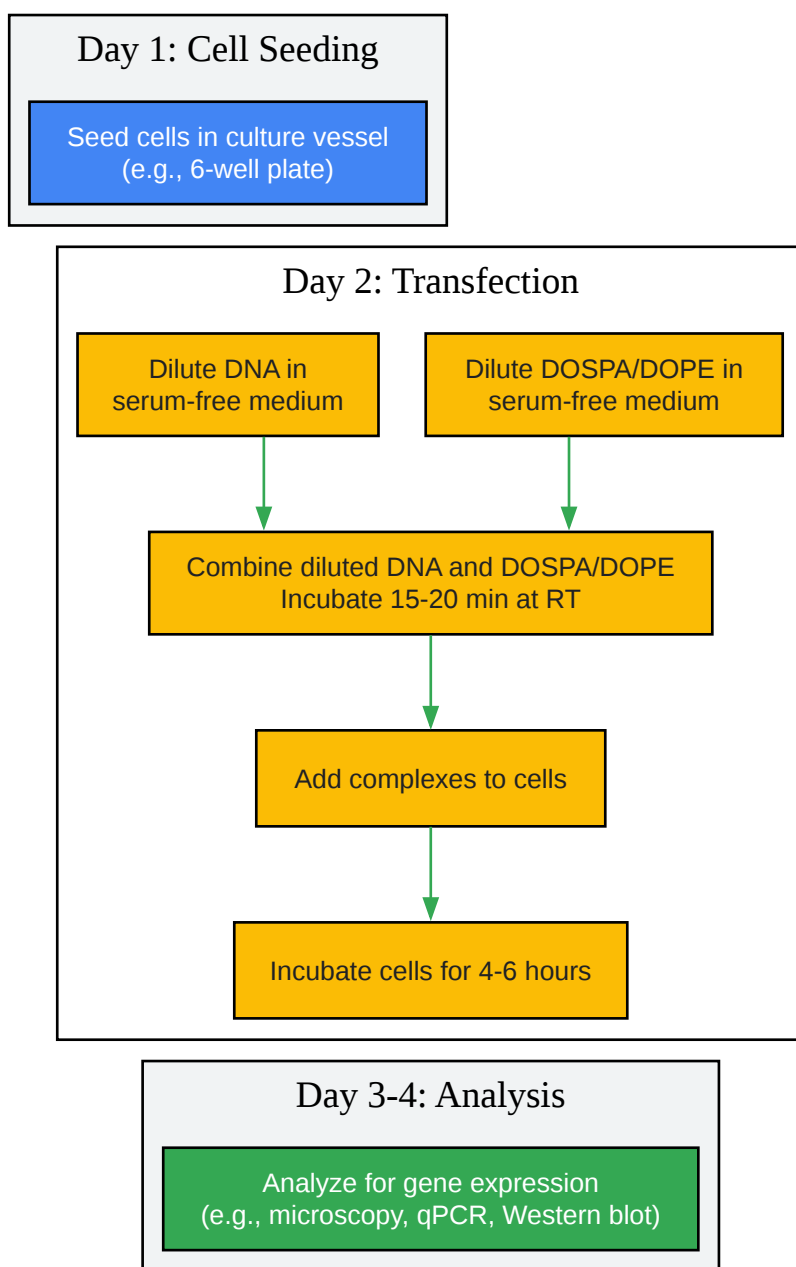 Day 1: Cell Seeding
Seed cells in culture vessel
(e.g., 6-well plate)
Day 2: Transfection
Dilute DNA in
serum-free medium
Dilute DOSPA/DOPE in
serum-free medium
Combine diluted DNA and DOSPA/DOPE
Incubate 15-20 min at RT
Add complexes to cells
Incubate cells for 4-6 hours
Day 3-4: Analysis
Analyze for gene expression
(e.g., microscopy, qPCR, Western blot)